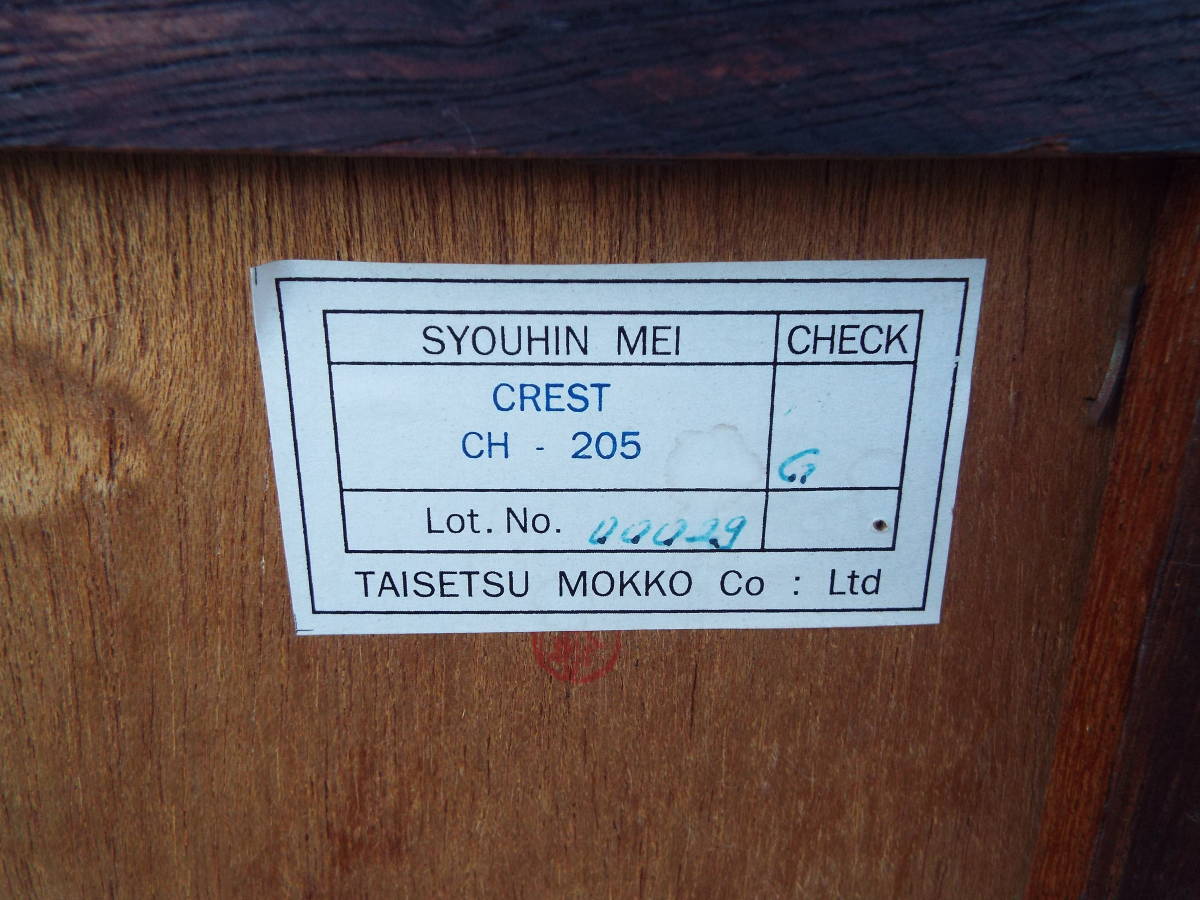 SYOUHIN MEI CHECK
CREST
CH - 205
G
Lot. No. 00029
TAISETSU MOKKO Co : Ltd